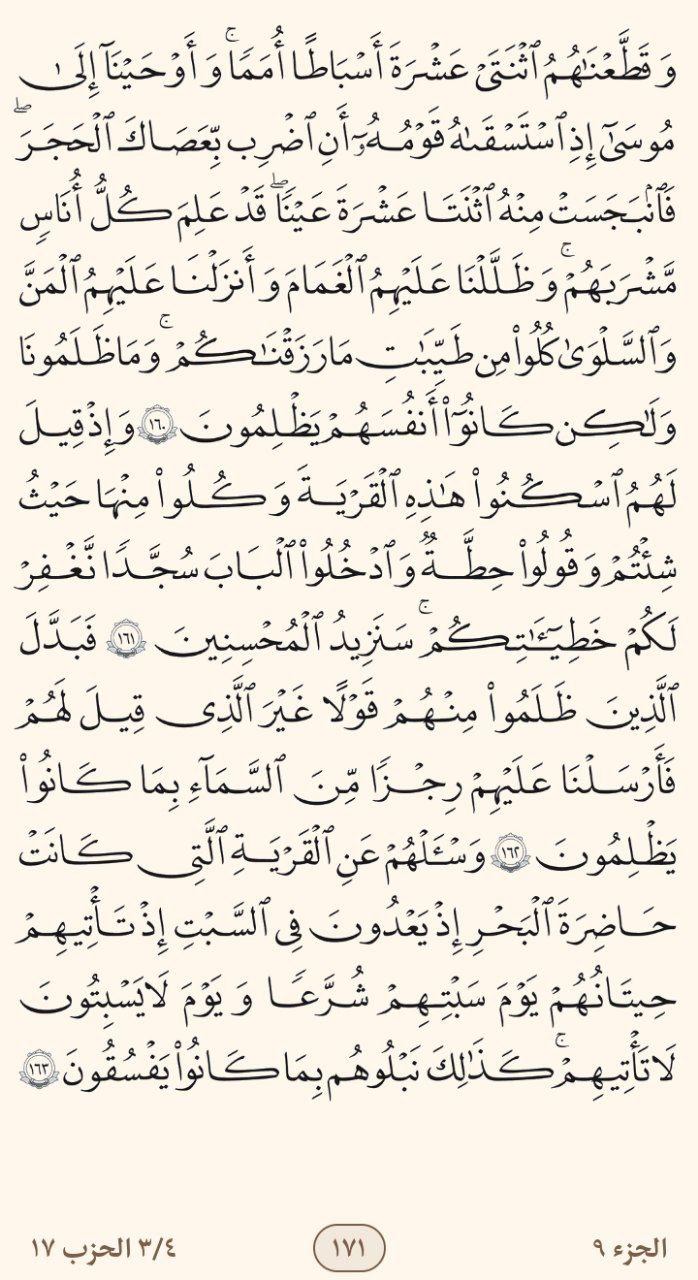 وَقَطَّعْنَٰهُمُ ٱثْنَتَىْ عَشْرَةَ أَسْبَاطًا أُمَمًا ۚ وَأَوْحَيْنَآ إِلَىٰ
مُوسَىٰٓ إِذِ ٱسْتَسْقَىٰهُ قَوْمُهُۥٓ أَنِ ٱضْرِب بِّعَصَاكَ ٱلْحَجَرَ ۖ
فَٱنۢبَجَسَتْ مِنْهُ ٱثْنَتَا عَشْرَةَ عَيْنًا ۖ قَدْ عَلِمَ كُلُّ أُنَاسٍ
مَّشْرَبَهُمْ ۚ وَظَلَّلْنَا عَلَيْهِمُ ٱلْغَمَٰمَ وَأَنزَلْنَا عَلَيْهِمُ ٱلْمَنَّ
وَٱلسَّلْوَىٰ كُلُوا۟ مِن طَيِّبَٰتِ مَا رَزَقْنَٰكُمْ ۚ وَمَا ظَلَمُونَا
وَلَٰكِن كَانُوٓا۟ أَنفُسَهُمْ يَظْلِمُونَ ١٦٠ وَإِذْ قِيلَ
لَهُمُ ٱسْكُنُوا۟ هَٰذِهِ ٱلْقَرْيَةَ وَكُلُوا۟ مِنْهَا حَيْثُ
شِئْتُمْ وَقُولُوا۟ حِطَّةٌ وَٱدْخُلُوا۟ ٱلْبَابَ سُجَّدًا نَّغْفِرْ
لَكُمْ خَطِيٓـَٰٔتِكُمْ ۚ سَنَزِيدُ ٱلْمُحْسِنِينَ ١٦١ فَبَدَّلَ
ٱلَّذِينَ ظَلَمُوا۟ مِنْهُمْ قَوْلًا غَيْرَ ٱلَّذِى قِيلَ لَهُمْ
فَأَرْسَلْنَا عَلَيْهِمْ رِجْزًا مِّنَ ٱلسَّمَآءِ بِمَا كَانُوا۟
يَظْلِمُونَ ١٦٢ وَسْـَٔلْهُمْ عَنِ ٱلْقَرْيَةِ ٱلَّتِى كَانَتْ
حَاضِرَةَ ٱلْبَحْرِ إِذْ يَعْدُونَ فِى ٱلسَّبْتِ إِذْ تَأْتِيهِمْ
حِيتَانُهُمْ يَوْمَ سَبْتِهِمْ شُرَّعًا وَيَوْمَ لَا يَسْبِتُونَ
لَا تَأْتِيهِمْ ۚ كَذَٰلِكَ نَبْلُوهُم بِمَا كَانُوا۟ يَفْسُقُونَ ١٦٣
الجزء ٩ ١٧١ ٣/٤ الحزب ١٧